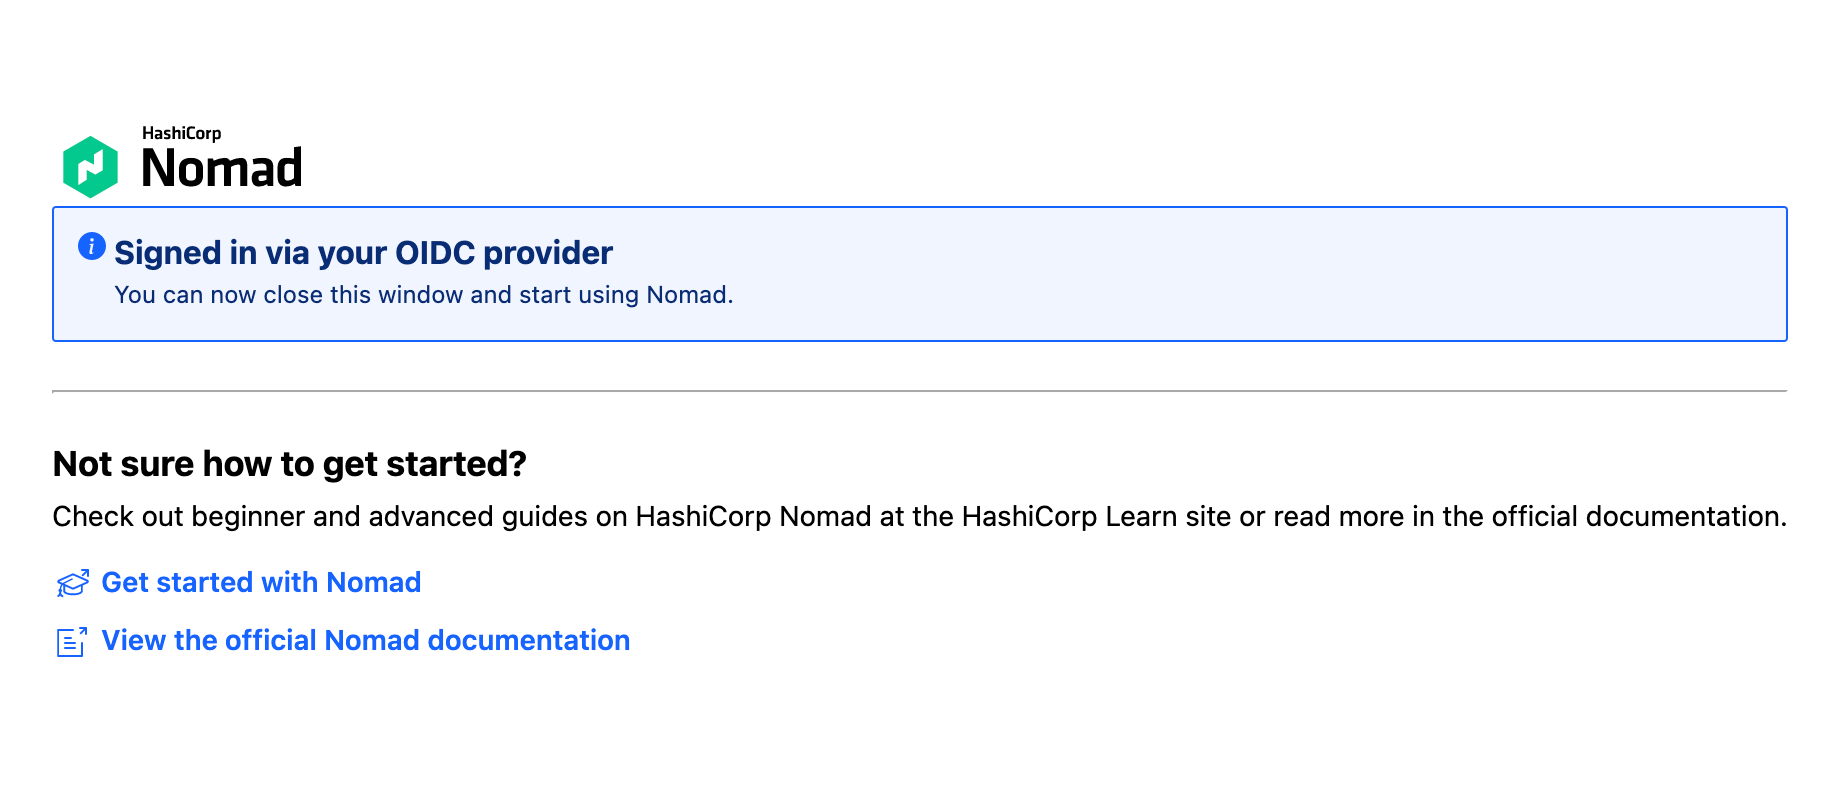 HashiCorp
Nomad
Signed in via your OIDC provider
You can now close this window and start using Nomad.
Not sure how to get started?
Check out beginner and advanced guides on HashiCorp Nomad at the HashiCorp Learn site or read more in the official documentation.
Get started with Nomad
View the official Nomad documentation